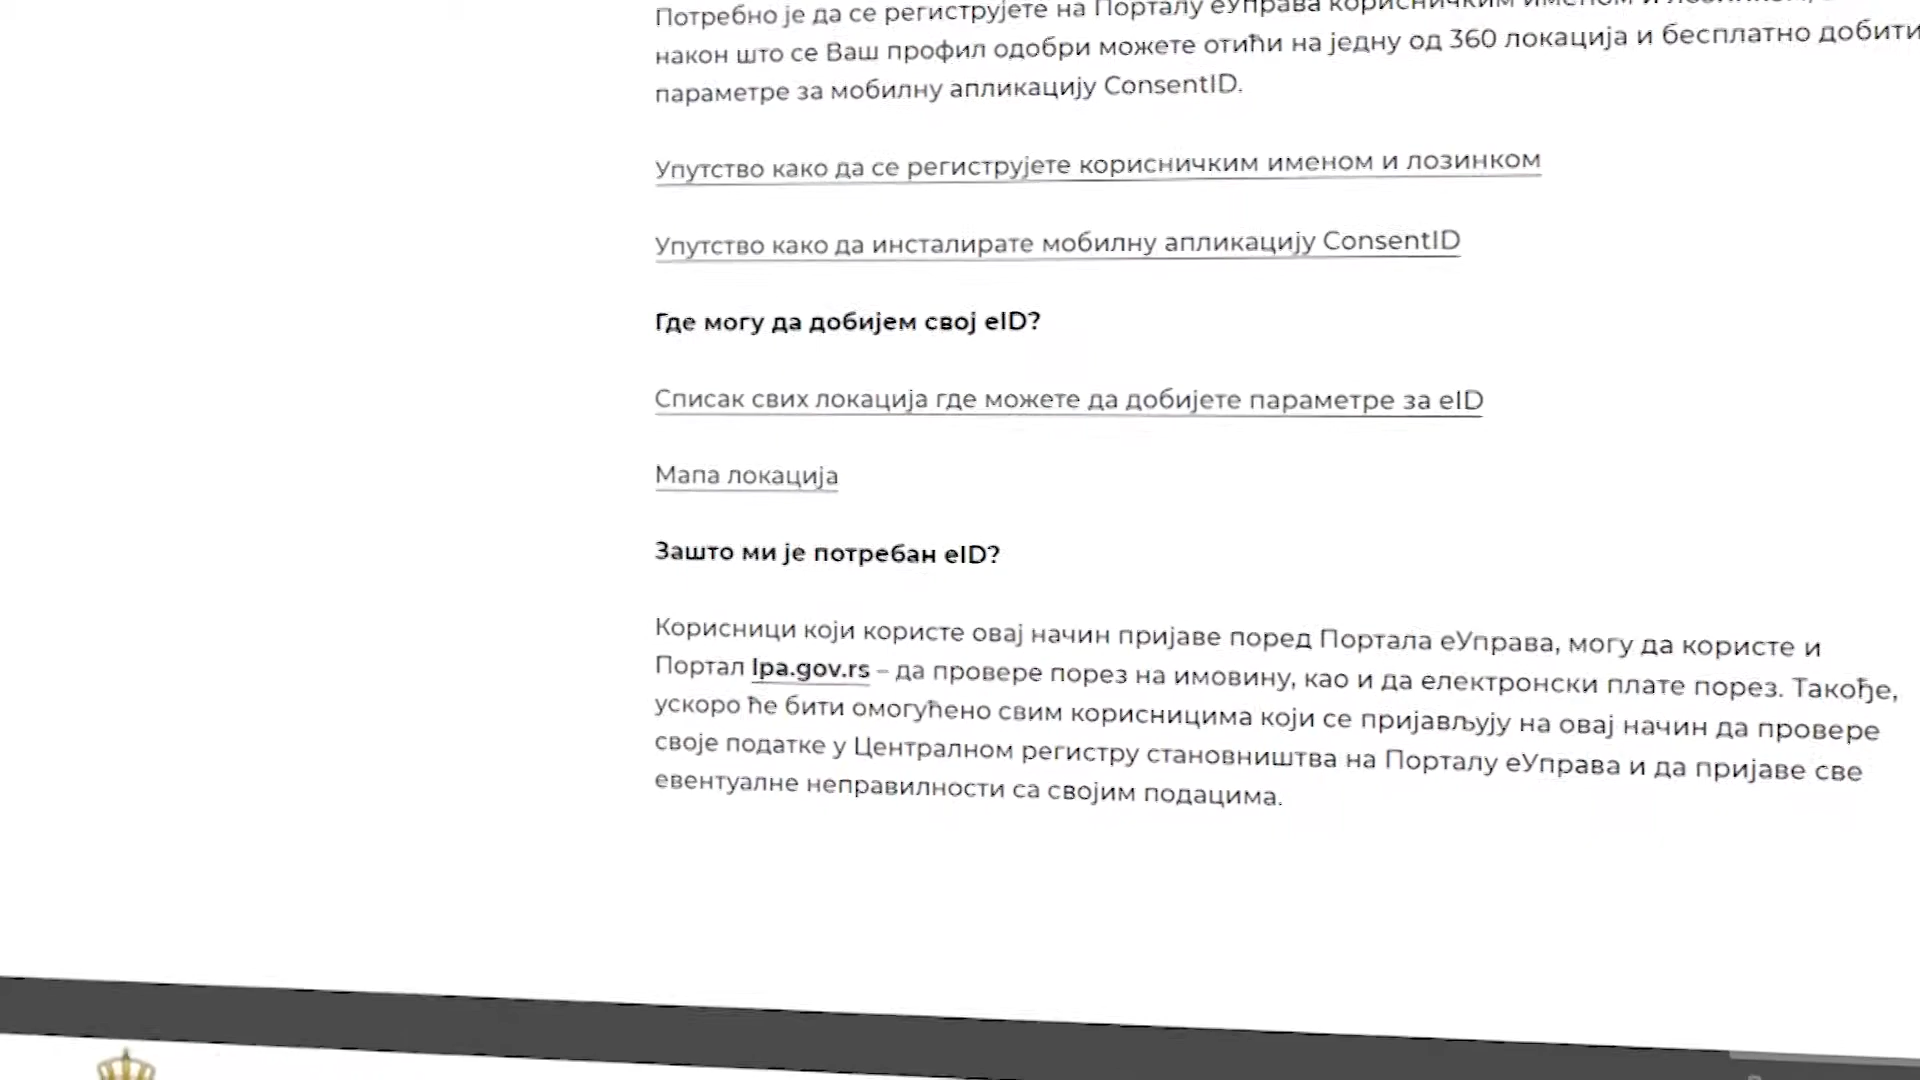 Потребно је да се региструјете на Порталу еУправа корисничким именом и лозинком,
након што се Ваш профил одобри можете отићи на једну од 360 локација и бесплатно добити
параметре за мобилну апликацију ConsentID.
Упутство како да се региструјете корисничким именом и лозинком
Упутство како да инсталирате мобилну апликацију ConsentID
Где могу да добијем свој eID?
Списак свих локација где можете да добијете параметре за eID
Мапа локација
Зашто ми је потребан eID?
Корисници који користе овај начин пријаве поред Портала еУправа, могу да користе и
Портал lpa.gov.rs – да провере порез на имовину, као и да електронски плате порез. Такође,
ускоро ће бити омогућено свим корисницима који се пријављују на овај начин да провере
своје податке у Централном регистру становништва на Порталу еУправа и да пријаве све
евентуалне неправилности са својим подацима.